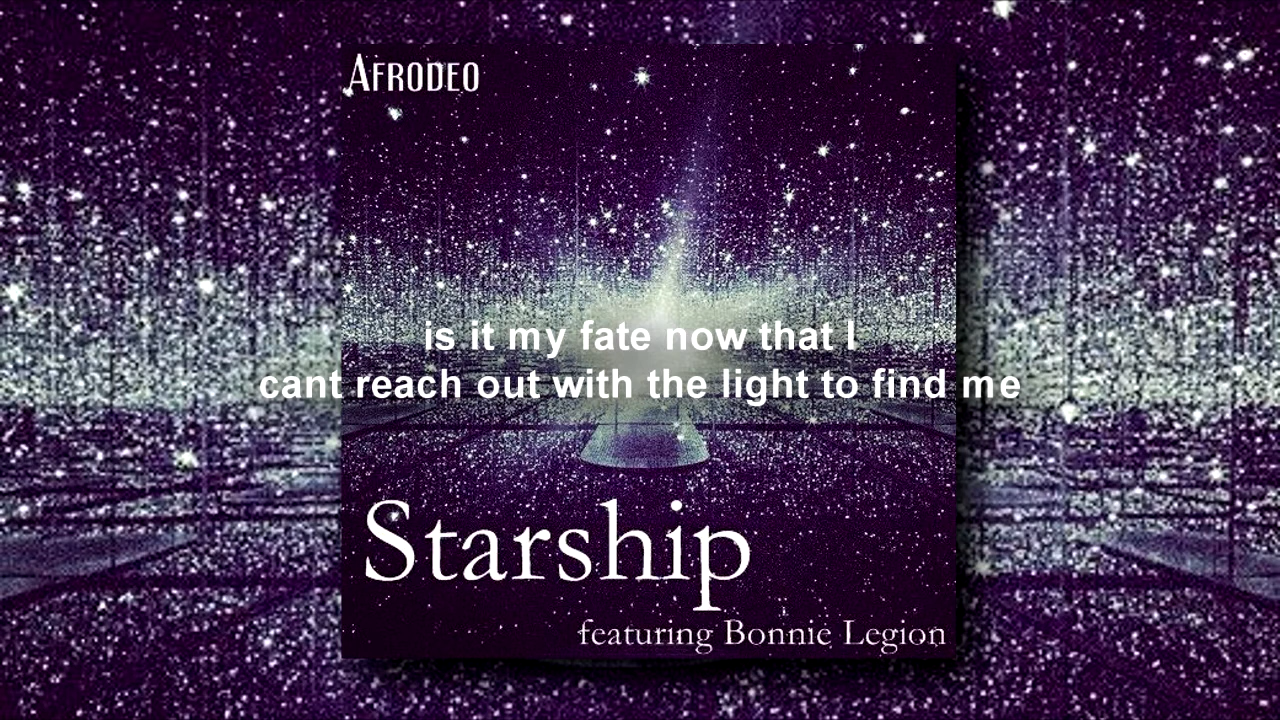 AFRODEO
is it my fate now that I
cant reach out with the light to find me
Starship
featuring Bonnie Legion